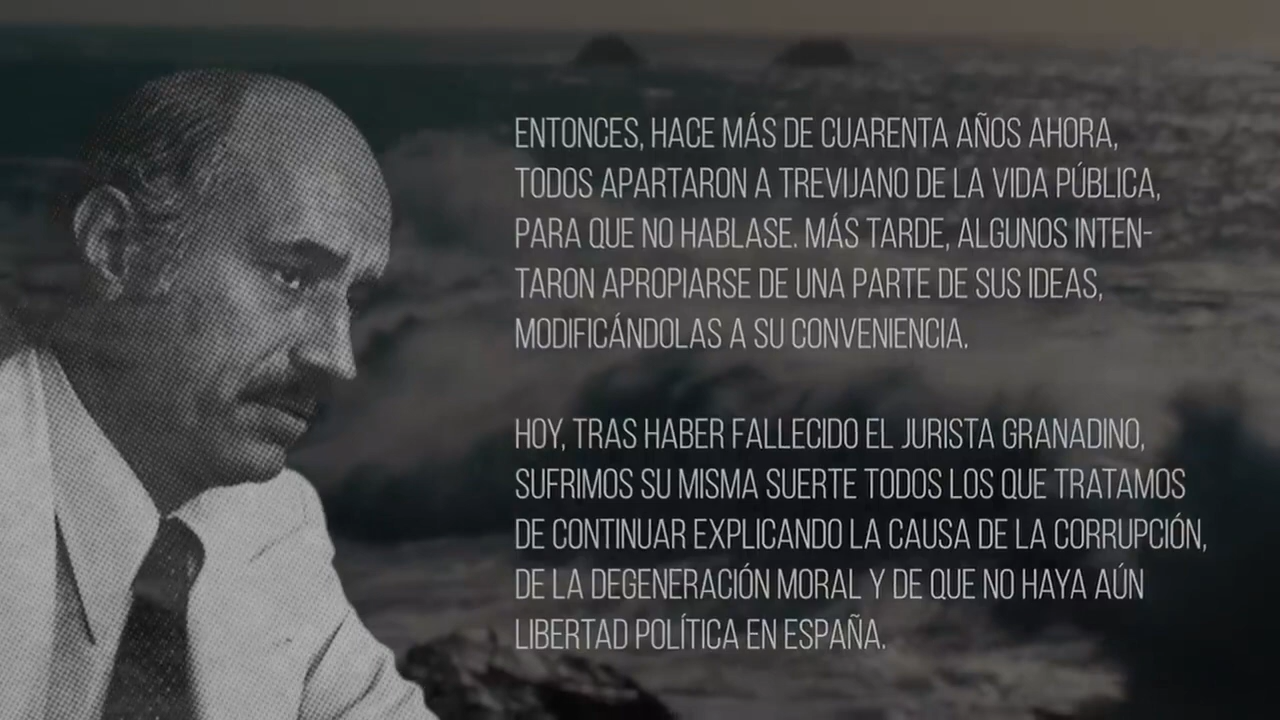 ENTONCES, HACE MÁS DE CUARENTA AÑOS AHORA,
TODOS APARTARON A TREVIJANO DE LA VIDA PÚBLICA,
PARA QUE NO HABLASE. MÁS TARDE, ALGUNOS INTEN-
TARON APROPIARSE DE UNA PARTE DE SUS IDEAS,
MODIFICÁNDOLAS A SU CONVENIENCIA.
HOY, TRAS HABER FALLECIDO EL JURISTA GRANADINO,
SUFRIMOS SU MISMA SUERTE TODOS LOS QUE TRATAMOS
DE CONTINUAR EXPLICANDO LA CAUSA DE LA CORRUPCIÓN,
DE LA DEGENERACIÓN MORAL Y DE QUE NO HAYA AÚN
LIBERTAD POLÍTICA EN ESPAÑA.